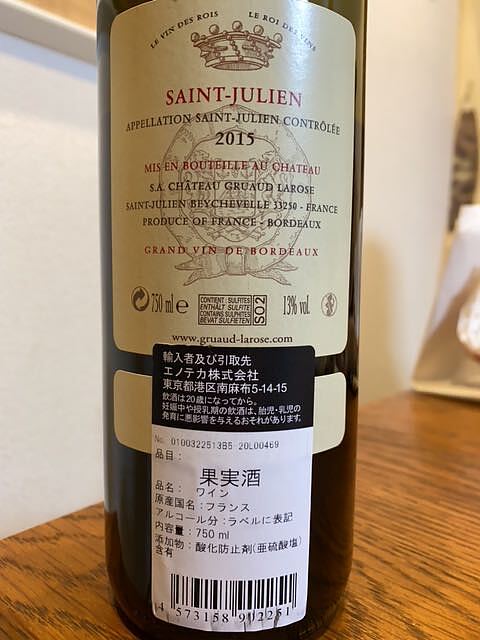 LE VIN DES ROIS LE ROI DES VINS
SAINT-JULIEN
APPELLATION SAINT-JULIEN CONTRÔLÉE
2015
MIS EN BOUTEILLE AU CHATEAU
S.A. CHÂTEAU GRUAUD LAROSE
SAINT-JULIEN BEYCHEVELLE 33250 - FRANCE
PRODUCE OF FRANCE - BORDEAUX
GRAND VIN DE BORDEAUX
750 ml e
CONTIENT : SULFITES
ENTHÄLT SULFITE
CONTAINS SULPHITES
BEVAT SULFIETEN
SO2
13% vol.
www.gruaud-larose.com
輸入者及び引取先
エノテカ株式会社
東京都港区南麻布5-14-15
飲酒は20歳になってから。
妊娠中や授乳期の飲酒は、胎児・乳児の
発育に悪影響を与えるおそれがあります。
No. 0100322513B5-20L00469
品目：
果実酒
品名： ワイン
原産国名：フランス
アルコール分：ラベルに表記
内容量：750 ml
添加物：酸化防止剤(亜硫酸塩)
含有
4 573158 902251